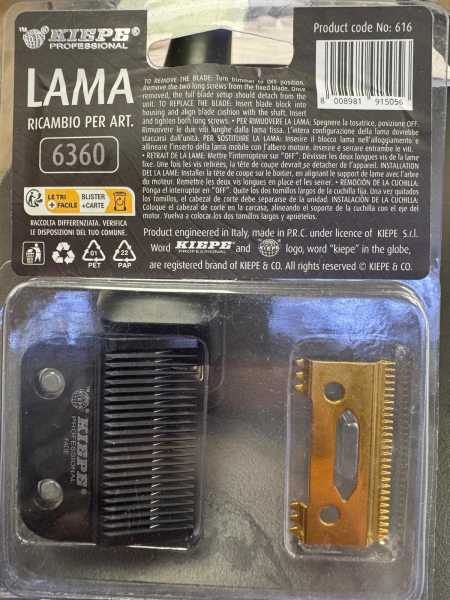 ™ KIEPE ®
PROFESSIONAL
Product code No: 616
8 008981 915056
LAMA
RICAMBIO PER ART.
6360
LE TRI
+ FACILE
BLISTER
+CARTE
RACCOLTA DIFFERENZIATA. VERIFICA
LE DISPOSIZIONI DEL TUO COMUNE.
01
PET
22
PAP
TO REMOVE THE BLADE: Turn trimmer to OFF position.
Remove the two long screws from the fixed blade. Once
removed, the full blade setup should detach from the
unit. TO REPLACE THE BLADE: Insert blade block into
housing and align blade cushion with the shaft. Insert
and tighten both long screws. • PER RIMUOVERE LA LAMA: Spegnere la tosatrice, posizione OFF.
Rimuovere le due viti lunghe dalla lama fissa. L'intera configurazione della lama dovrebbe
staccarsi dall'unità. PER SOSTITUIRE LA LAMA: Inserire il blocco lama nell'alloggiamento e
allineare l'inserto della lama mobile con l'albero motore. Inserire e serrare entrambe le viti.
• RETRAIT DE LA LAME: Mettre l'interrupteur sur "OFF". Dévisser les deux longues vis de la lame
fixe. Une fois les vis retirées, la tête de coupe devrait se détacher de l'appareil. INSTALLATION
DE LA LAME: Installer la tête de coupe sur le boîtier, en alignant le support de lame avec l'arbre
du moteur. Remettre les deux vis longues en place et les serrer. • REMOCIÓN DE LA CUCHILLA:
Ponga el interruptor en "OFF". Quite los dos tornillos largos de la cuchilla fija. Una vez quitados
los tornillos, el cabezal de corte debe separarse de la unidad. INSTALACIÓN DE LA CUCHILLA:
Coloque el cabezal de corte en la carcasa, alineando el soporte de la cuchilla con el eje del
motor. Vuelva a colocar los dos tornillos largos y apriételos.
Product engineered in Italy, made in P.R.C. under licence of KIEPE S.r.l.
Word KIEPE PROFESSIONAL and logo, word "kiepe" in the globe,
are registered brand of KIEPE & CO. All rights reserved © KIEPE & CO.
KIEPE
PROFESSIONAL
FADE